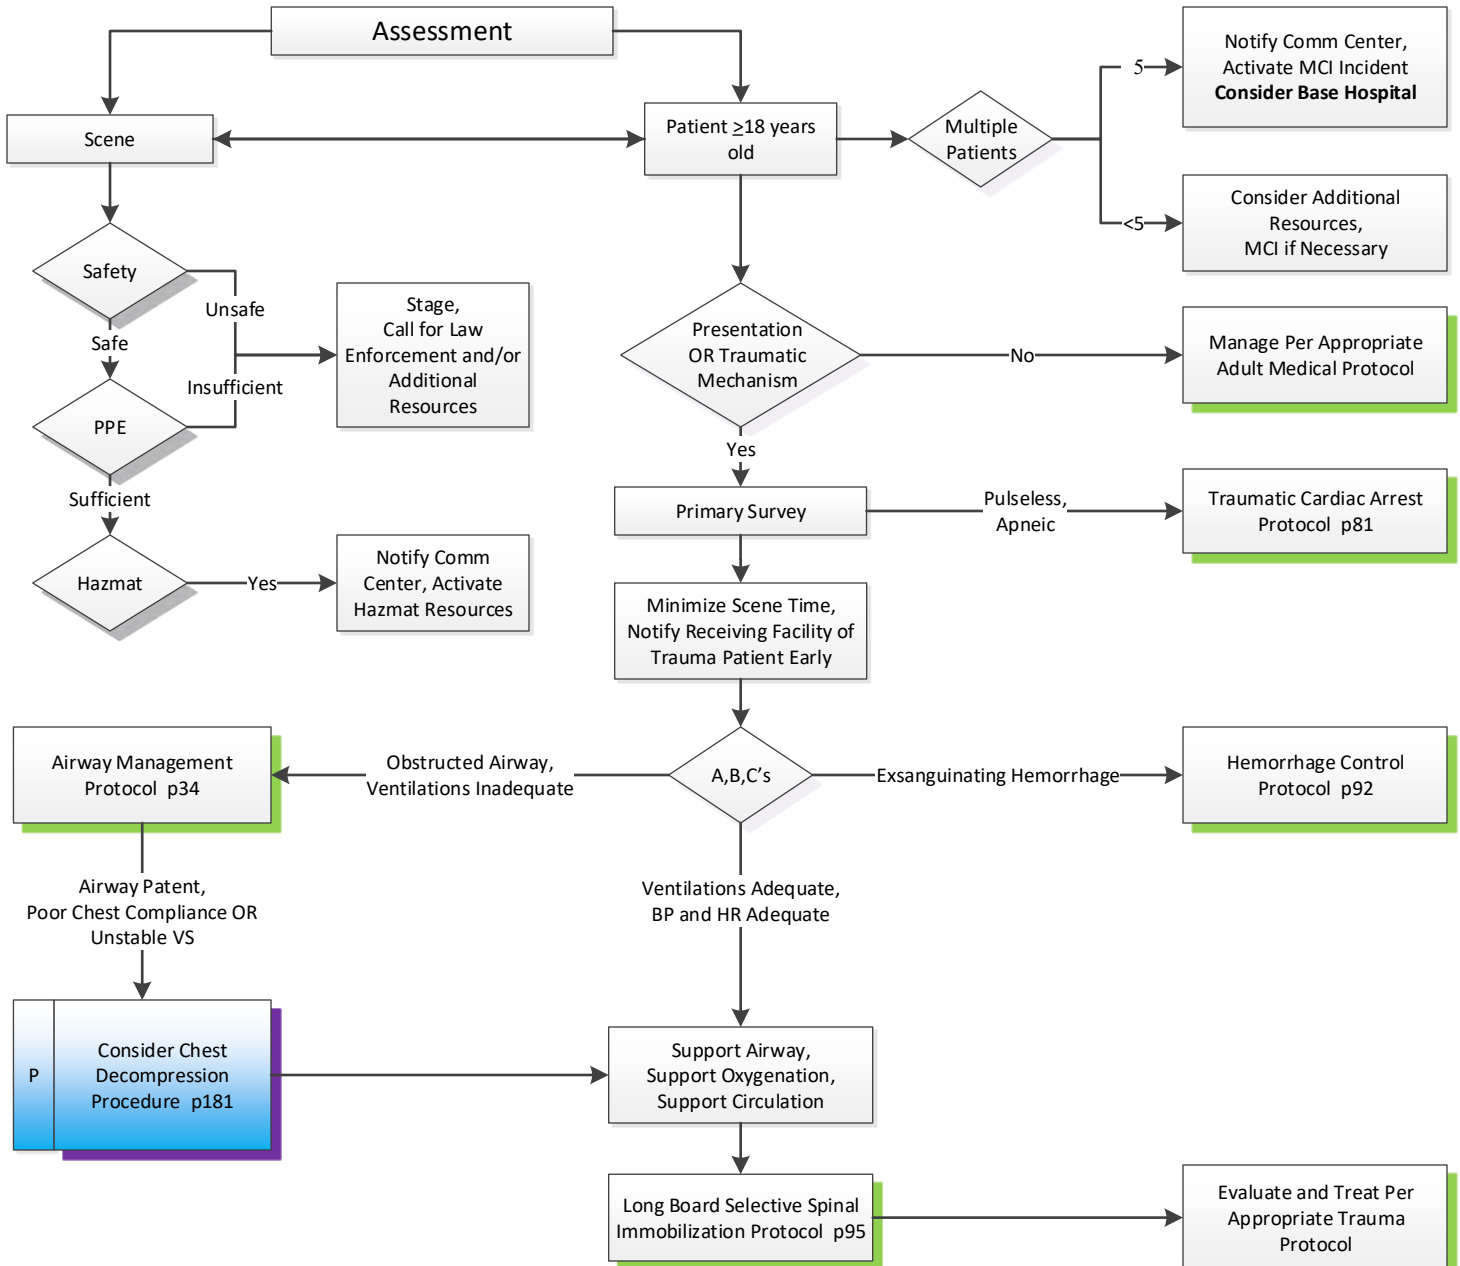 Assessment
Scene
Patient ≥18 years
old
Multiple
Patients
5
Notify Comm Center,
Activate MCI Incident
Consider Base Hospital
<5
Consider Additional
Resources,
MCI if Necessary
Safety
Unsafe
Safe
Stage,
Call for Law
Enforcement and/or
Additional
Resources
Insufficient
PPE
Sufficient
Hazmat
Yes
Notify Comm
Center, Activate
Hazmat Resources
Presentation
OR Traumatic
Mechanism
No
Manage Per Appropriate
Adult Medical Protocol
Yes
Primary Survey
Pulseless,
Apneic
Traumatic Cardiac Arrest
Protocol p81
Minimize Scene Time,
Notify Receiving Facility of
Trauma Patient Early
A,B,C’s
Obstructed Airway,
Ventilations Inadequate
Airway Management
Protocol p34
Exsanguinating Hemorrhage
Hemorrhage Control
Protocol p92
Airway Patent,
Poor Chest Compliance OR
Unstable VS
Ventilations Adequate,
BP and HR Adequate
P
Consider Chest
Decompression
Procedure p181
Support Airway,
Support Oxygenation,
Support Circulation
Long Board Selective Spinal
Immobilization Protocol p95
Evaluate and Treat Per
Appropriate Trauma
Protocol